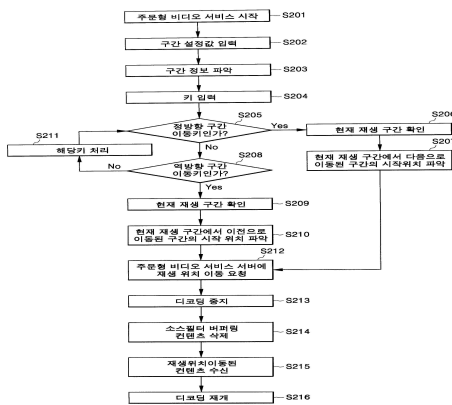 주문형 비디오 서비스 시작
S201
구간 설정값 입력
S202
구간 정보 파악
S203
키 입력
S204
S205
정방향 구간
이동키인가?
Yes
No
S206
현재 재생 구간 확인
S207
현재 재생 구간에서 다음으로
이동된 구간의 시작위치 파악
S211
해당키 처리
No
S208
역방향 구간
이동키인가?
Yes
현재 재생 구간 확인
S209
현재 재생 구간에서 이전으로
이동된 구간의 시작 위치 파악
S210
S212
주문형 비디오 서비스 서버에
재생 위치 이동 요청
디코딩 중지
S213
소스필터 버퍼링
컨텐츠 삭제
S214
재생위치이동된
컨텐츠 수신
S215
디코딩 재개
S216